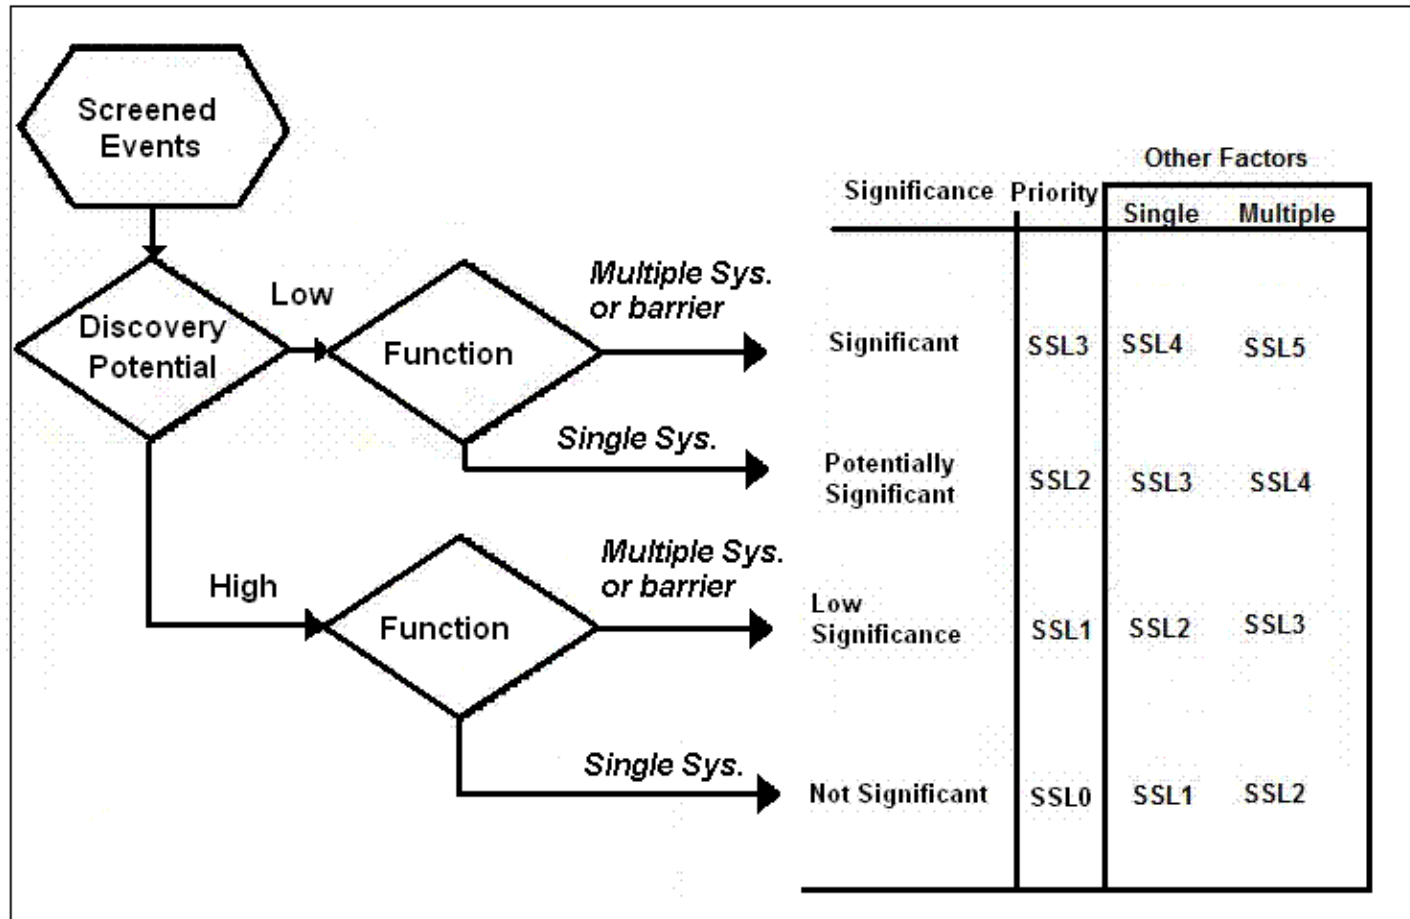 Screened
Events
Discovery
Potential
Low
Function
Multiple Sys.
or barrier
Single Sys.
High
Function
Multiple Sys.
or barrier
Single Sys.
Other Factors
Significance Priority Single Multiple
Significant SSL3 SSL4 SSL5
Potentially
Significant SSL2 SSL3 SSL4
Low
Significance SSL1 SSL2 SSL3
Not Significant SSL0 SSL1 SSL2